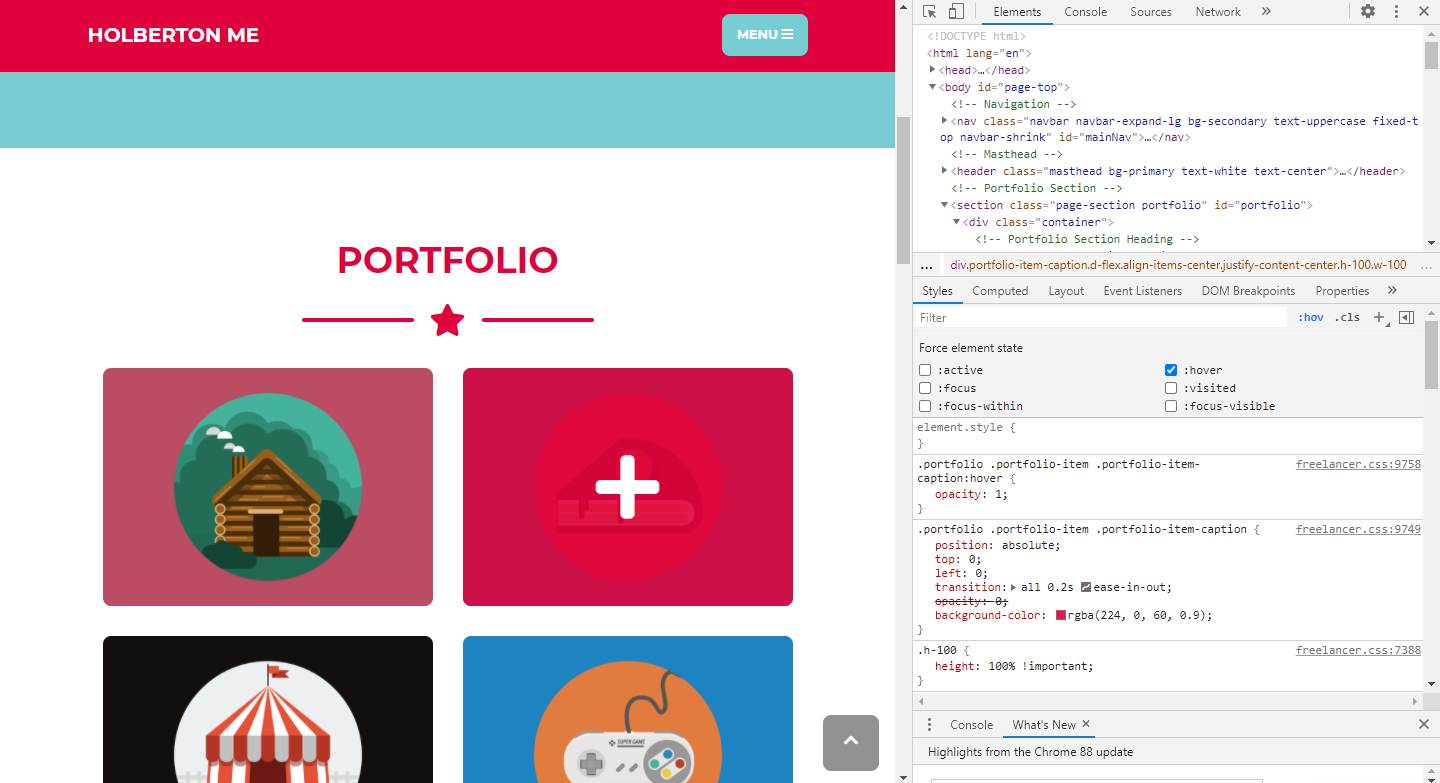 HOLBERTON ME
MENU
PORTFOLIO
SUPER GAME
Elements Console Sources Network »
<!DOCTYPE html>
<html lang="en">
<head>…</head>
<body id="page-top">
<!-- Navigation -->
<nav class="navbar navbar-expand-lg bg-secondary text-uppercase fixed-t
op navbar-shrink" id="mainNav">…</nav>
<!-- Masthead -->
<header class="masthead bg-primary text-white text-center">…</header>
<!-- Portfolio Section -->
<section class="page-section portfolio" id="portfolio">
<div class="container">
<!-- Portfolio Section Heading -->
… div.portfolio-item-caption.d-flex.align-items-center.justify-content-center.h-100.w-100 …
Styles Computed Layout Event Listeners DOM Breakpoints Properties »
Filter :hov .cls +
Force element state
:active :hover
:focus :visited
:focus-within :focus-visible
element.style {
}
.portfolio .portfolio-item .portfolio-item- freelancer.css:9758
caption:hover {
opacity: 1;
}
.portfolio .portfolio-item .portfolio-item-caption { freelancer.css:9749
position: absolute;
top: 0;
left: 0;
transition: all 0.2s ease-in-out;
opacity: 0;
background-color: rgba(224, 0, 60, 0.9);
}
.h-100 { freelancer.css:7388
height: 100% !important;
}
Console What's New ×
Highlights from the Chrome 88 update